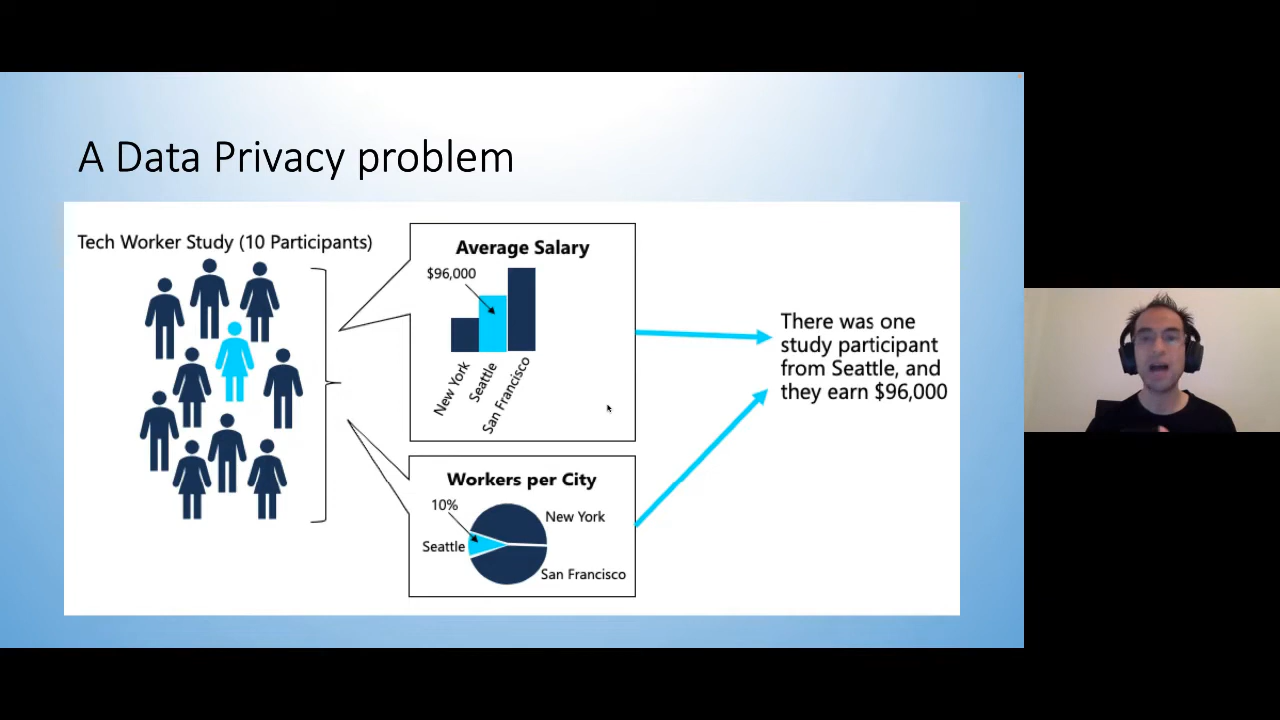 A Data Privacy problem
Tech Worker Study (10 Participants)
Average Salary
$96,000
New York
Seattle
San Francisco
Workers per City
10%
New York
Seattle
San Francisco
There was one
study participant
from Seattle, and
they earn $96,000